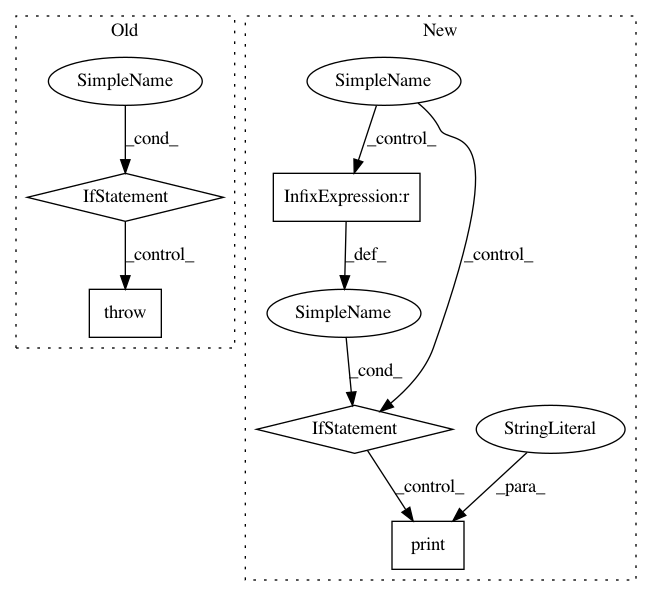 Old
New
SimpleName
SimpleName
_cond_
_control_
IfStatement
InfixExpression:r
_control_
_def_
_control_
throw
SimpleName
_cond_
IfStatement
StringLiteral
_control_
_para_
print